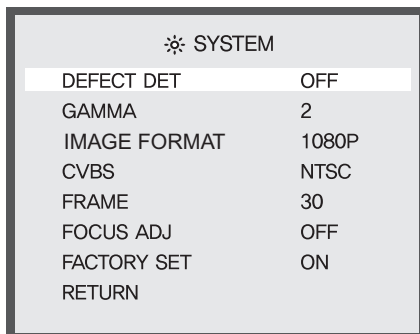 SYSTEM
DEFECT DET OFF
GAMMA 2
IMAGE FORMAT 1080P
CVBS NTSC
FRAME 30
FOCUS ADJ OFF
FACTORY SET ON
RETURN